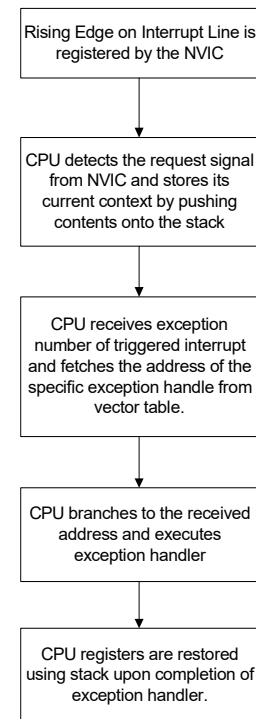 Rising Edge on Interrupt Line is
registered by the NVIC
CPU detects the request signal
from NVIC and stores its
current context by pushing
contents onto the stack
CPU receives exception
number of triggered interrupt
and fetches the address of the
specific exception handle from
vector table.
CPU branches to the received
address and executes
exception handler
CPU registers are restored
using stack upon completion of
exception handler.